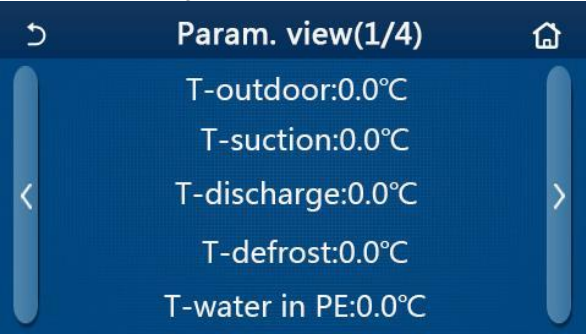 Param. view(1/4)
T-outdoor:0.0℃
T-suction:0.0℃
T-discharge:0.0℃
T-defrost:0.0℃
T-water in PE:0.0℃